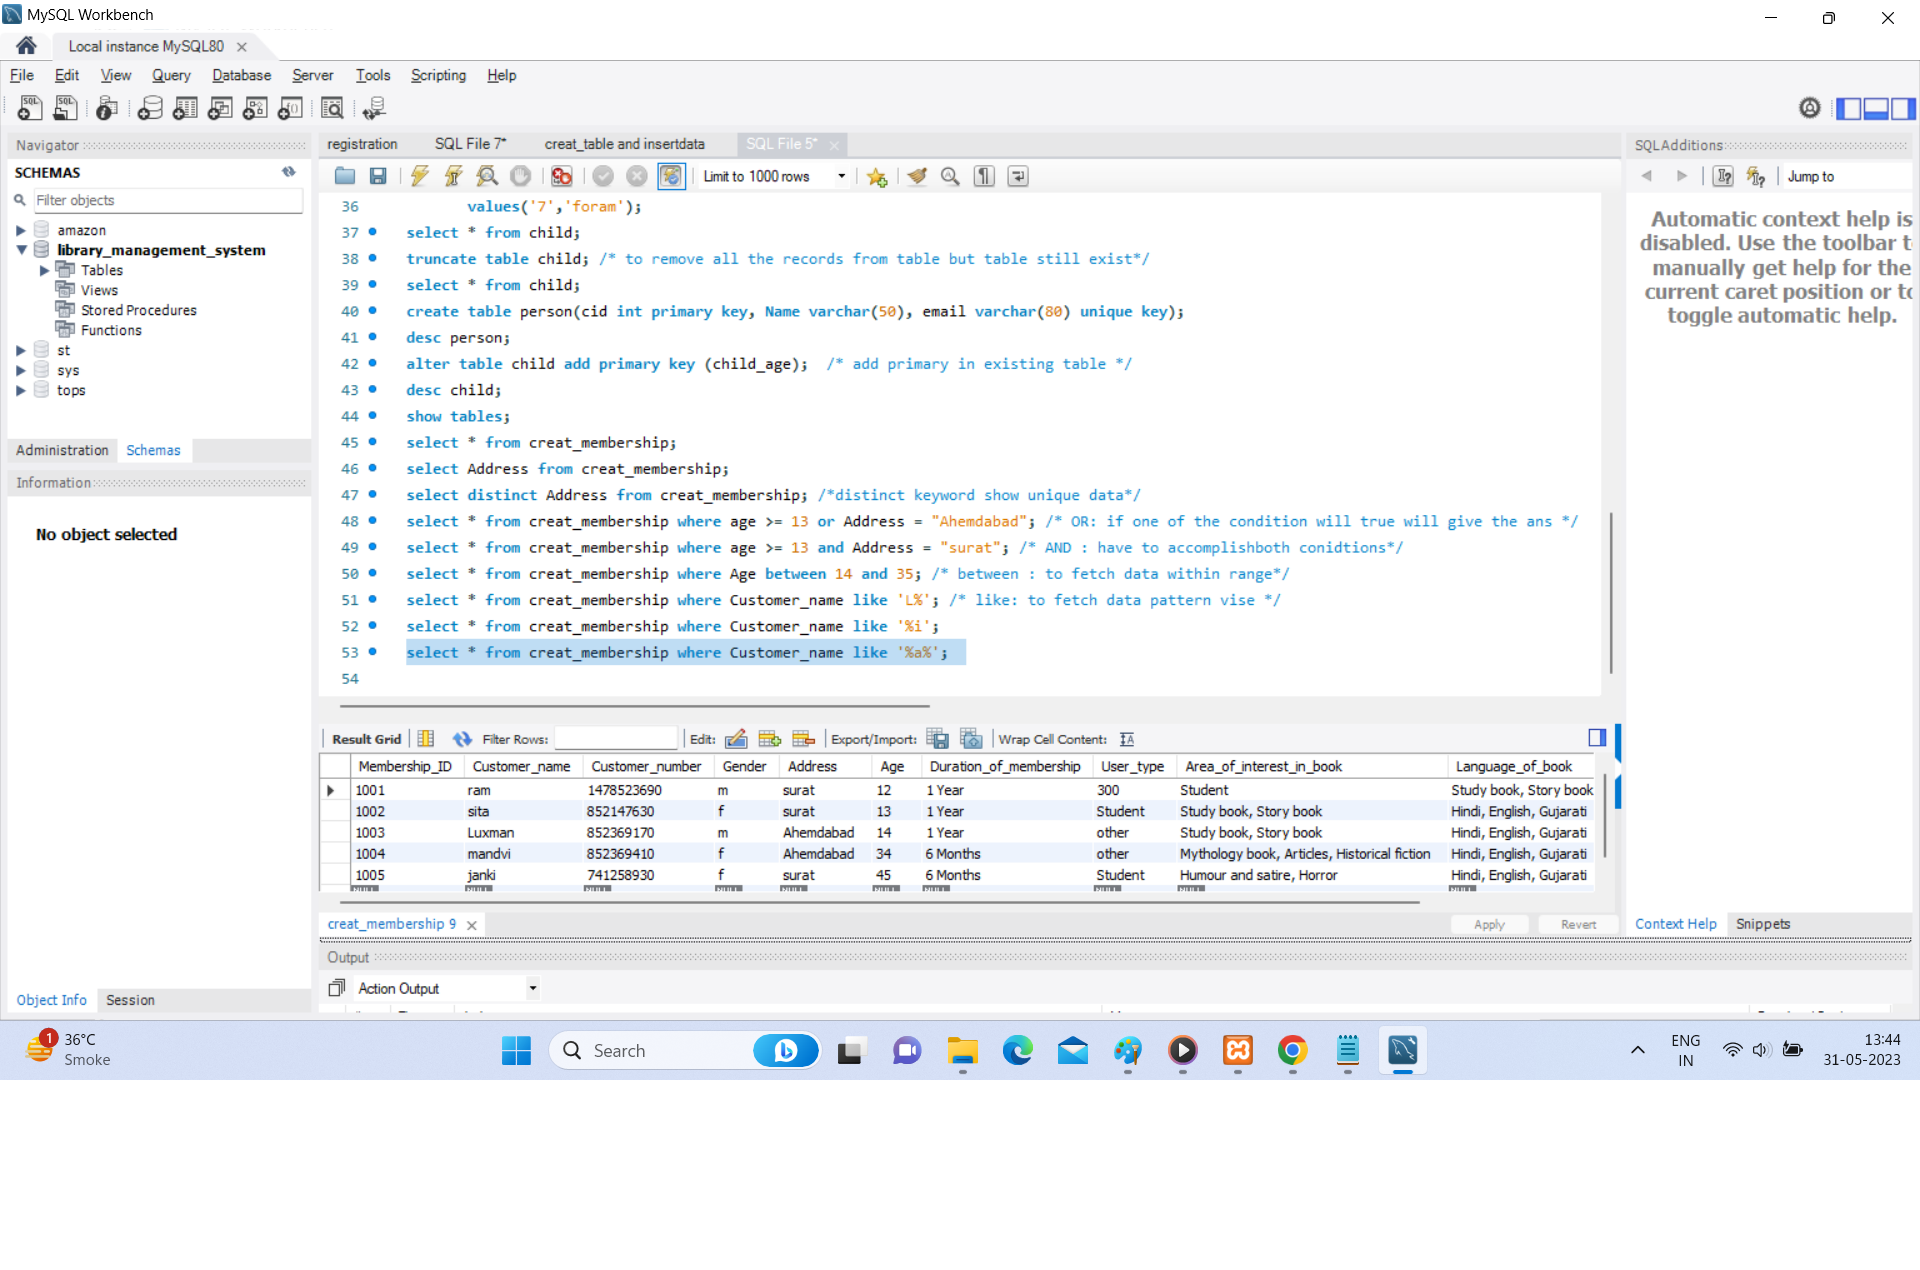 MySQL Workbench
Local instance MySQL80
File Edit View Query Database Server Tools Scripting Help
Navigator
SCHEMAS
Filter objects
amazon
library_management_system
Tables
Views
Stored Procedures
Functions
st
sys
tops
Administration Schemas
Information
No object selected
Object Info Session
registration SQL File 7* creat_table and insertdata SQL File 5*
Limit to 1000 rows
36 values('7','foram');
37 select * from child;
38 truncate table child; /* to remove all the records from table but table still exist*/
39 select * from child;
40 create table person(cid int primary key, Name varchar(50), email varchar(80) unique key);
41 desc person;
42 alter table child add primary key (child_age); /* add primary in existing table */
43 desc child;
44 show tables;
45 select * from creat_membership;
46 select Address from creat_membership;
47 select distinct Address from creat_membership; /*distinct keyword show unique data*/
48 select * from creat_membership where age >= 13 or Address = "Ahemdabad"; /* OR: if one of the condition will true will give the ans */
49 select * from creat_membership where age >= 13 and Address = "surat"; /* AND : have to accomplishboth conidtions*/
50 select * from creat_membership where Age between 14 and 35; /* between : to fetch data within range*/
51 select * from creat_membership where Customer_name like 'L%'; /* like: to fetch data pattern vise */
52 select * from creat_membership where Customer_name like '%i';
53 select * from creat_membership where Customer_name like '%a%';
54
Result Grid Filter Rows: Edit: Export/Import: Wrap Cell Content:
Membership_ID Customer_name Customer_number Gender Address Age Duration_of_membership User_type Area_of_interest_in_book Language_of_book
1001 ram 1478523690 m surat 12 1 Year 300 Student Study book, Story book
1002 sita 852147630 f surat 13 1 Year Student Study book, Story book Hindi, English, Gujarati
1003 Luxman 852369170 m Ahemdabad 14 1 Year other Study book, Story book Hindi, English, Gujarati
1004 mandvi 852369410 f Ahemdabad 34 6 Months other Mythology book, Articles, Historical fiction Hindi, English, Gujarati
1005 janki 741258930 f surat 45 6 Months Student Humour and satire, Horror Hindi, English, Gujarati
creat_membership 9
Apply Revert
Output
Action Output
SQLAdditions
Jump to
Automatic context help is
disabled. Use the toolbar t
manually get help for the
current caret position or to
toggle automatic help.
Context Help Snippets
1
36°C
Smoke
Search
ENG
IN
13:44
31-05-2023